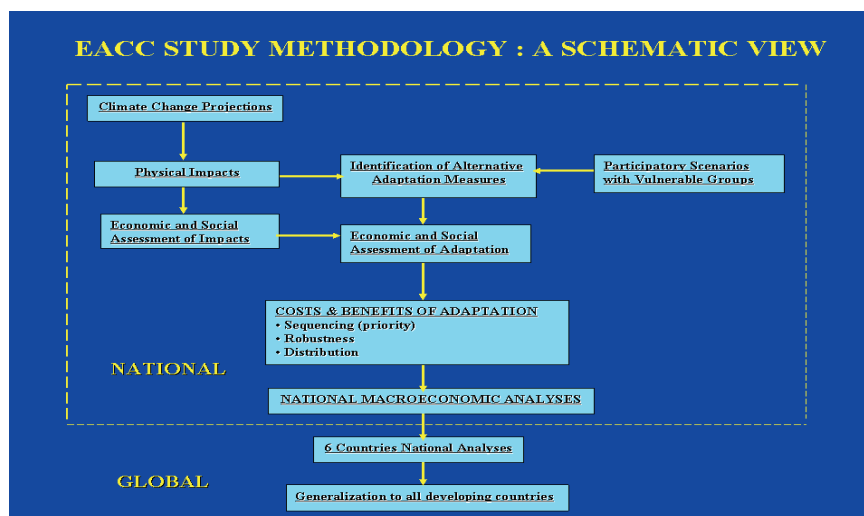 EACC STUDY METHODOLOGY : A SCHEMATIC VIEW
Climate Change Projections
Physical Impacts
Identification of Alternative
Adaptation Measures
Participatory Scenarios
with Vulnerable Groups
Economic and Social
Assessment of Impacts
Economic and Social
Assessment of Adaptation
COSTS & BENEFITS OF ADAPTATION
• Sequencing (priority)
• Robustness
• Distribution
NATIONAL
NATIONAL MACROECONOMIC ANALYSES
6 Countries National Analyses
GLOBAL
Generalization to all developing countries